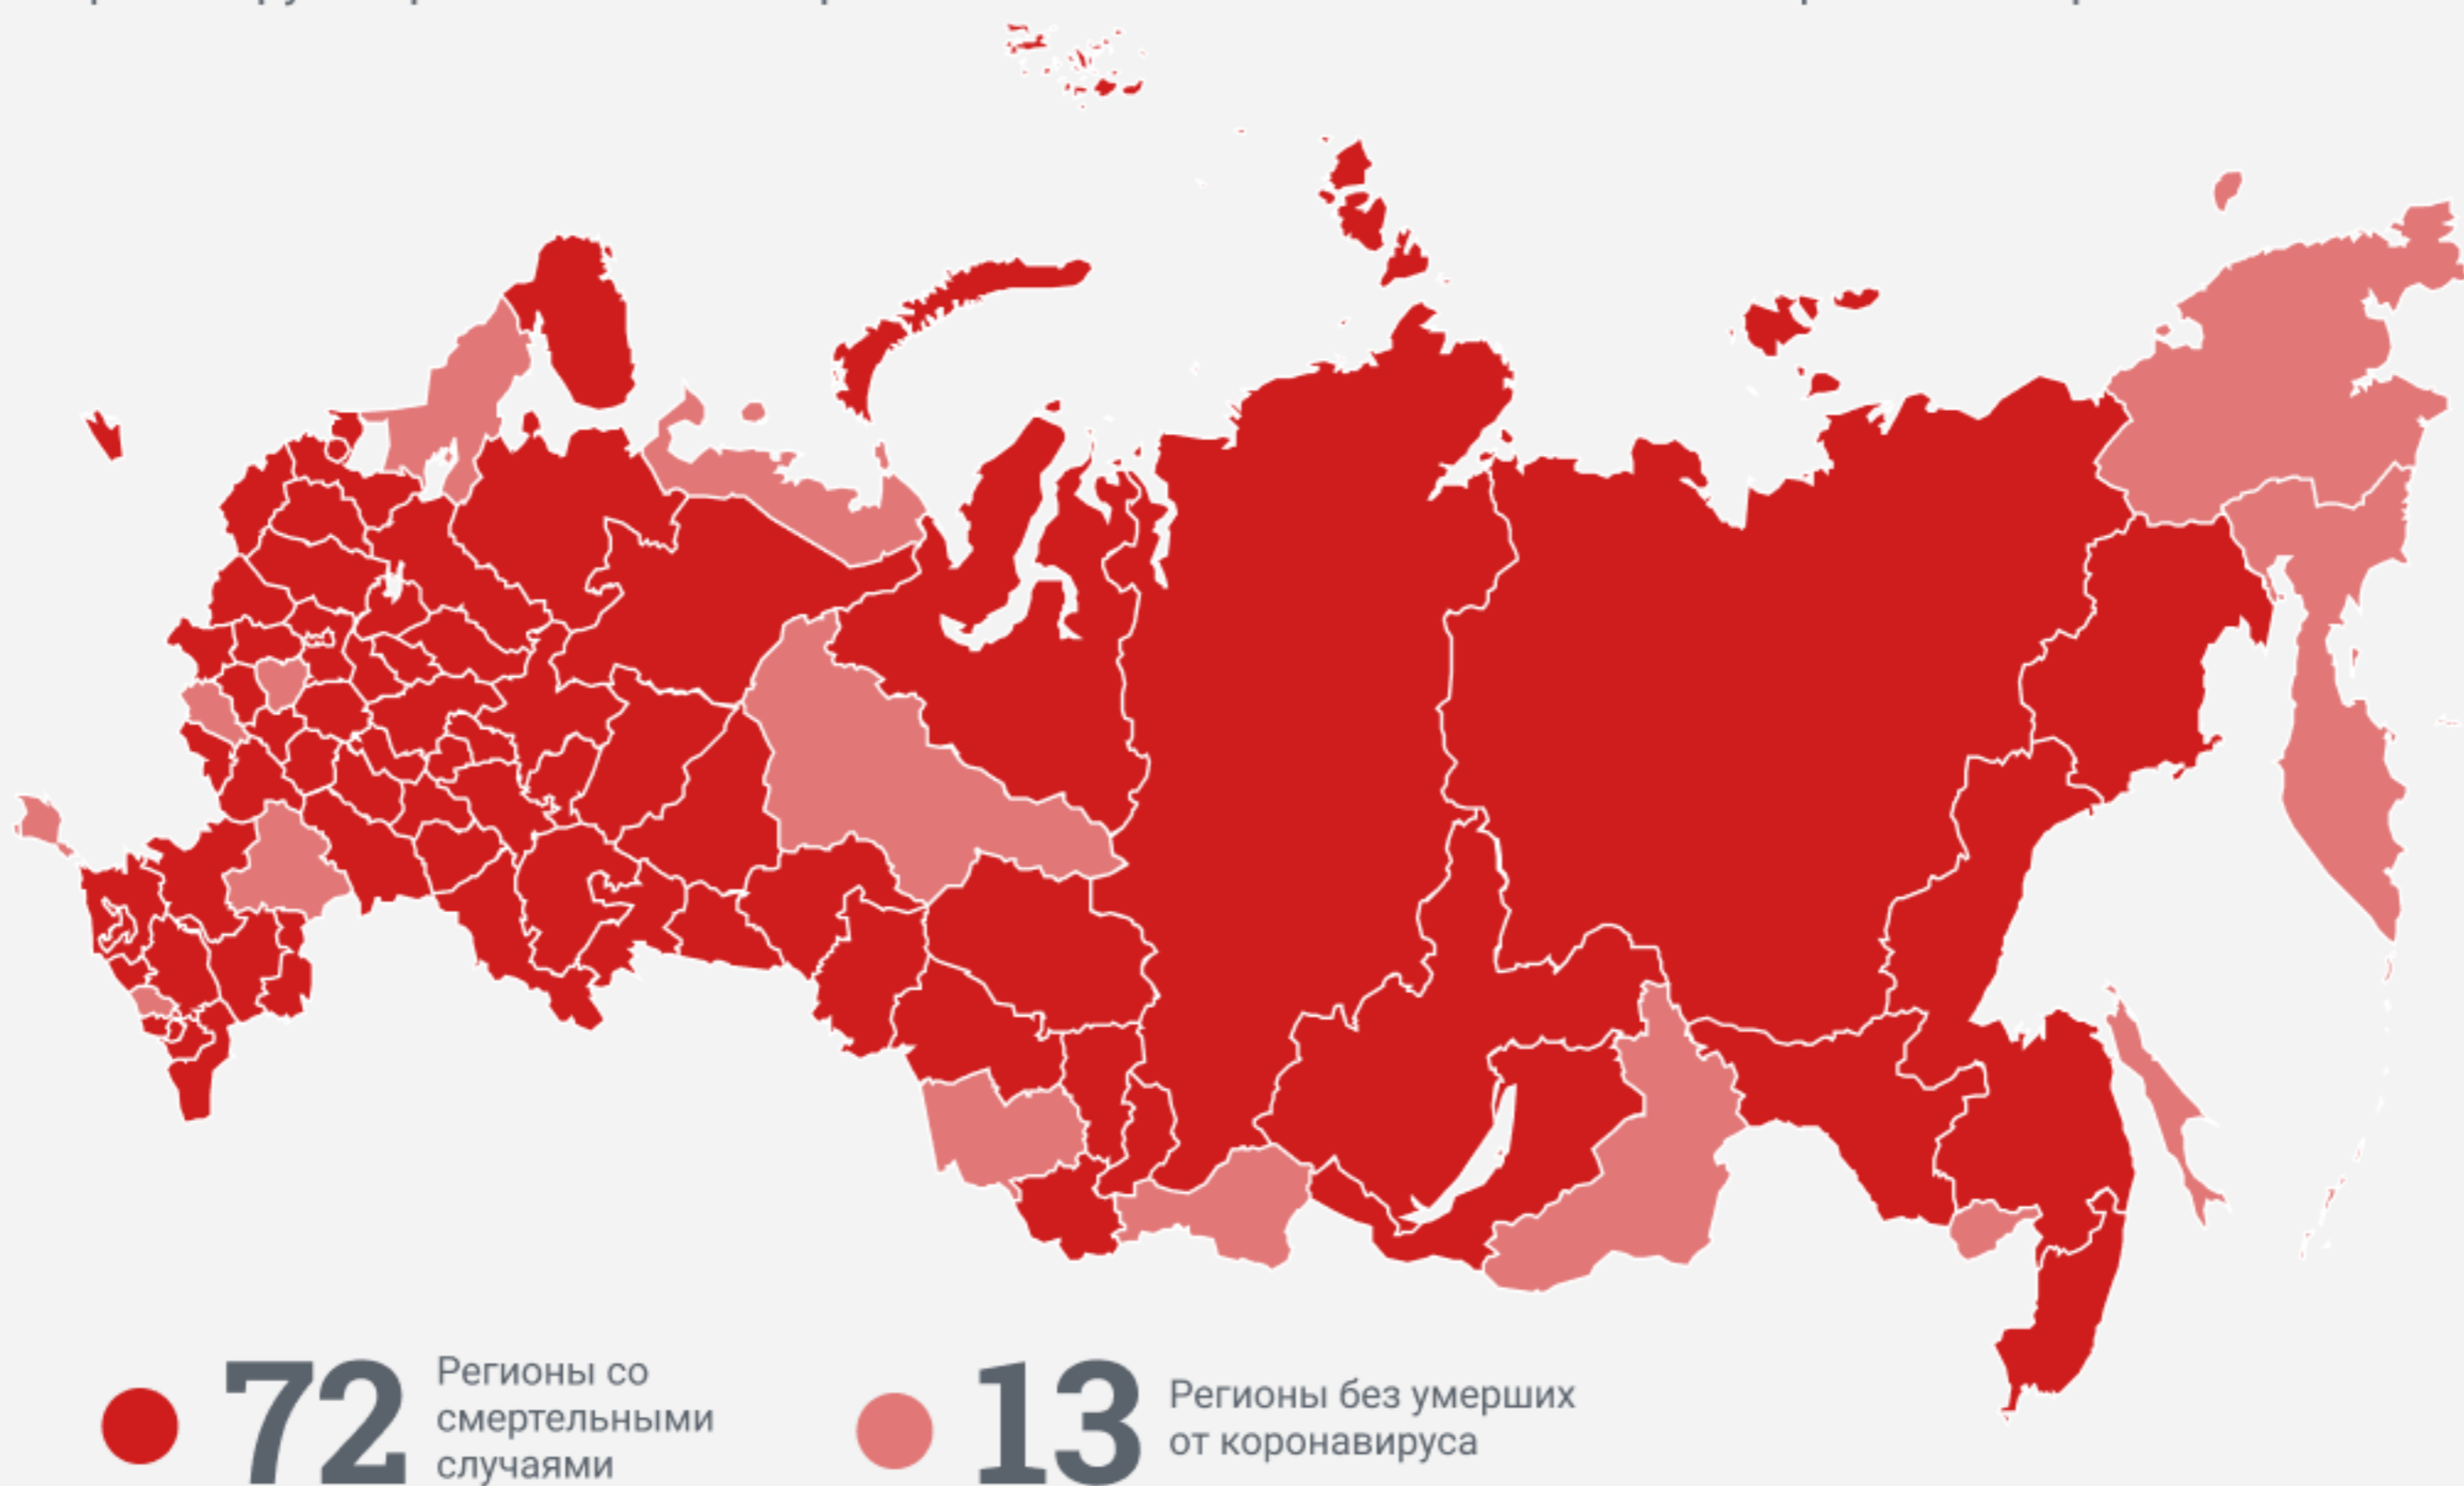 72
Регионы со
смертельными
случаями
13
Регионы без умерших
от коронавируса